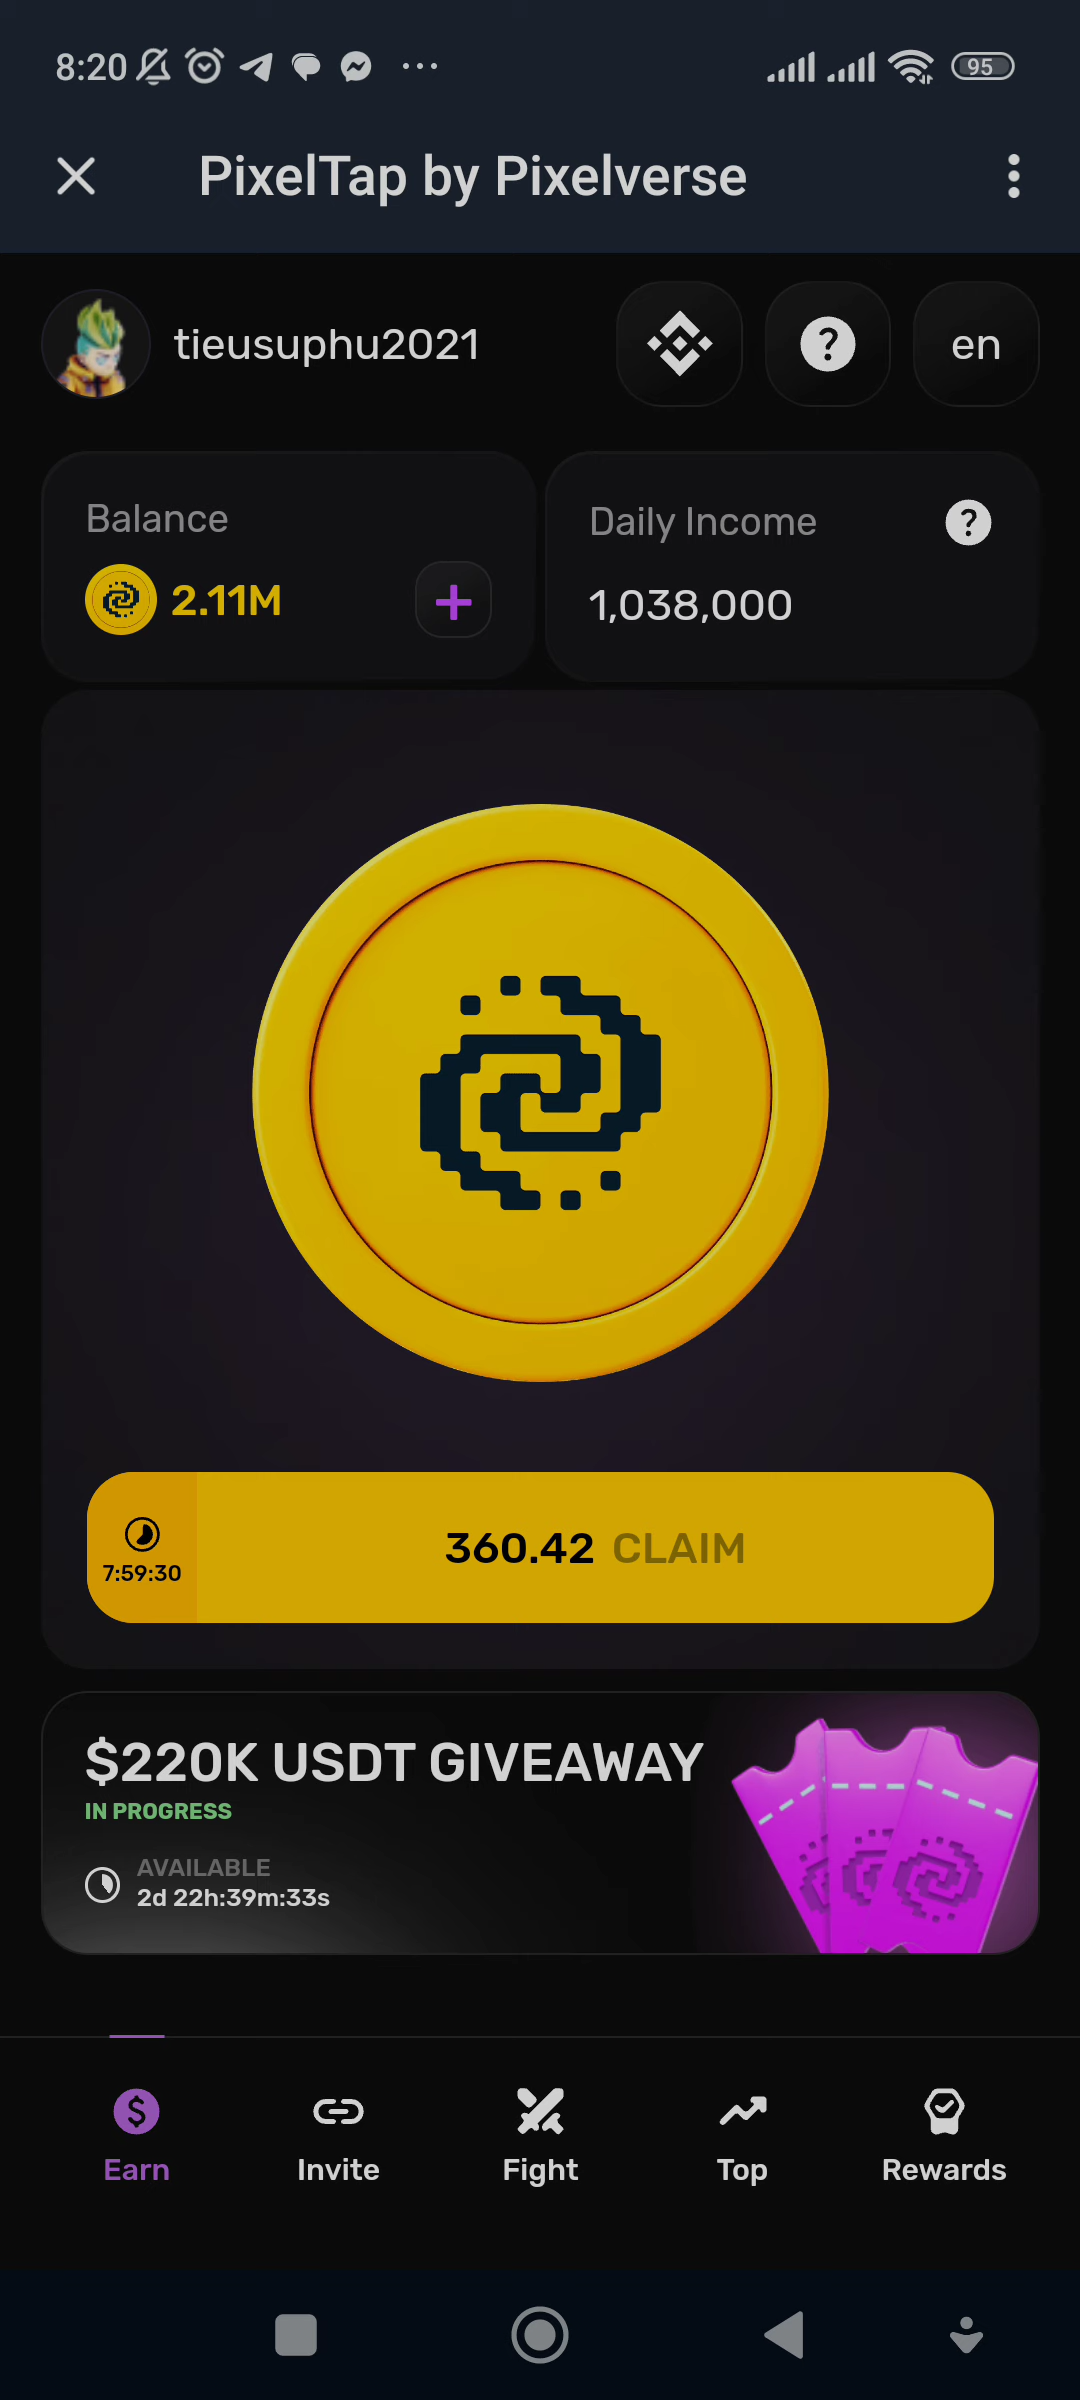 8:20
95
PixelTap by Pixelverse
tieusuphu2021
en
Balance
2.11M
Daily Income
1,038,000
7:59:30
360.42 CLAIM
$220K USDT GIVEAWAY
IN PROGRESS
AVAILABLE
2d 22h:39m:33s
Earn
Invite
Fight
Top
Rewards